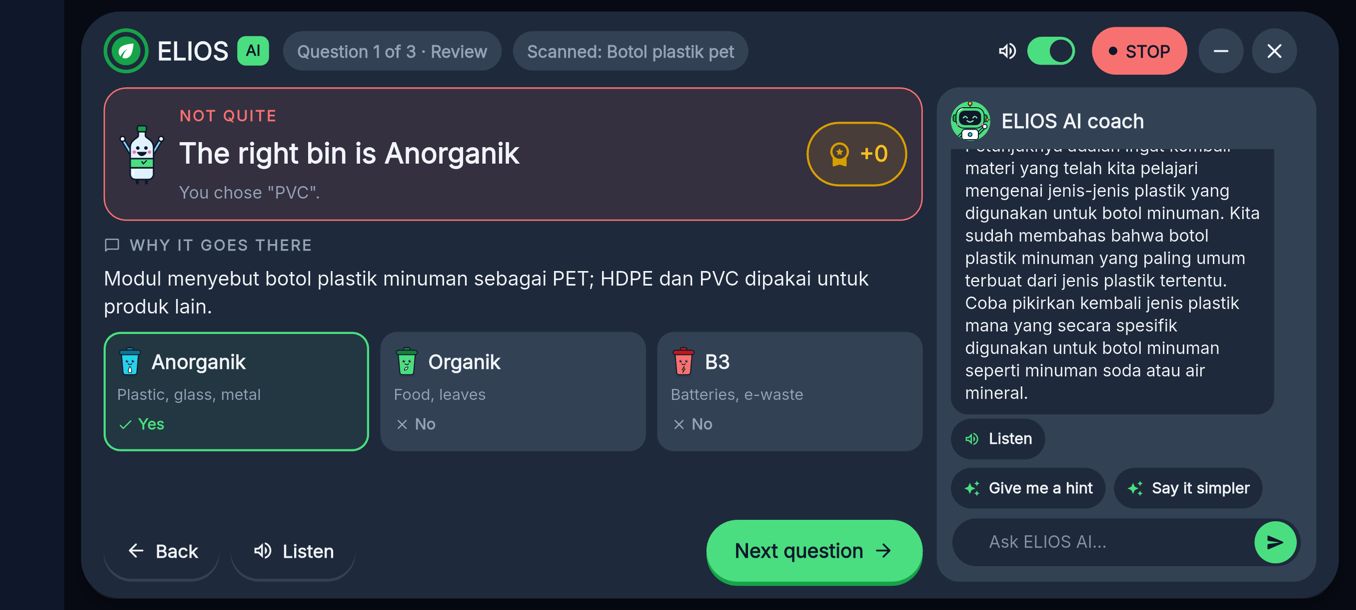 ELIOS AI
Question 1 of 3 · Review
Scanned: Botol plastik pet
STOP
NOT QUITE
The right bin is Anorganik
You chose "PVC".
+0
WHY IT GOES THERE
Modul menyebut botol plastik minuman sebagai PET; HDPE dan PVC dipakai untuk
produk lain.
Anorganik
Plastic, glass, metal
Yes
Organik
Food, leaves
No
B3
Batteries, e-waste
No
Back
Listen
Next question
ELIOS AI coach
materi yang telah kita pelajari
mengenai jenis-jenis plastik yang
digunakan untuk botol minuman. Kita
sudah membahas bahwa botol
plastik minuman yang paling umum
terbuat dari jenis plastik tertentu.
Coba pikirkan kembali jenis plastik
mana yang secara spesifik
digunakan untuk botol minuman
seperti minuman soda atau air
mineral.
Listen
Give me a hint
Say it simpler
Ask ELIOS AI...